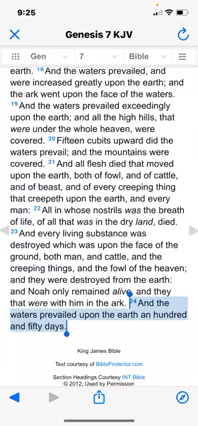 9:25
Genesis 7 KJV
Gen 7 Bible
earth. 18 And the waters prevailed, and
were increased greatly upon the earth; and
the ark went upon the face of the waters.
19 And the waters prevailed exceedingly
upon the earth; and all the high hills, that
were under the whole heaven, were
covered. 20 Fifteen cubits upward did the
waters prevail; and the mountains were
covered. 21 And all flesh died that moved
upon the earth, both of fowl, and of cattle,
and of beast, and of every creeping thing
that creepeth upon the earth, and every
man: 22 All in whose nostrils was the breath
of life, of all that was in the dry land, died.
23 And every living substance was
destroyed which was upon the face of the
ground, both man, and cattle, and the
creeping things, and the fowl of the heaven;
and they were destroyed from the earth:
and Noah only remained alive, and they
that were with him in the ark. 24 And the
waters prevailed upon the earth an hundred
and fifty days.
King James Bible
Text courtesy of BibleProtector.com
Section Headings Courtesy INT Bible
© 2012, Used by Permission